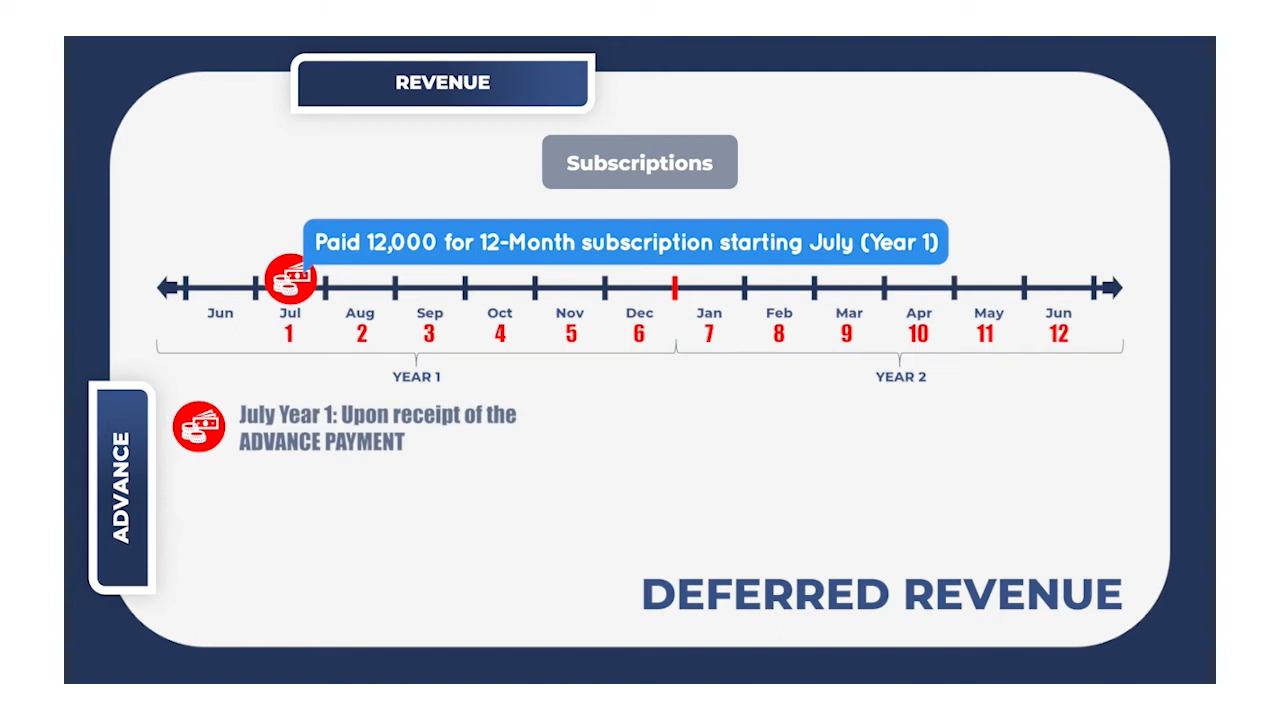 REVENUE
Subscriptions
Paid 12,000 for 12-Month subscription starting July (Year 1)
Jun Jul Aug Sep Oct Nov Dec Jan Feb Mar Apr May Jun
1 2 3 4 5 6 7 8 9 10 11 12
YEAR 1 YEAR 2
July Year 1: Upon receipt of the
ADVANCE PAYMENT
ADVANCE
DEFERRED REVENUE